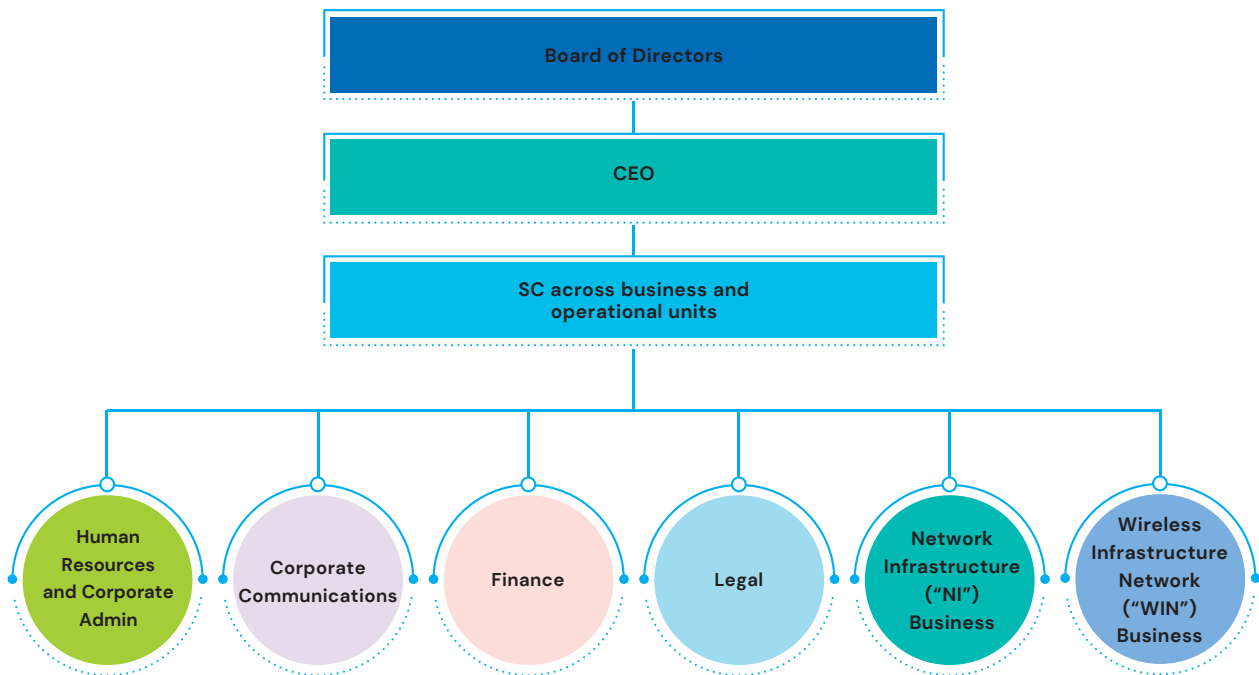 Board of Directors
CEO
SC across business and
operational units
Human
Resources
and Corporate
Admin
Corporate
Communications
Finance
Legal
Network
Infrastructure
(“NI”)
Business
Wireless
Infrastructure
Network
(“WIN”)
Business